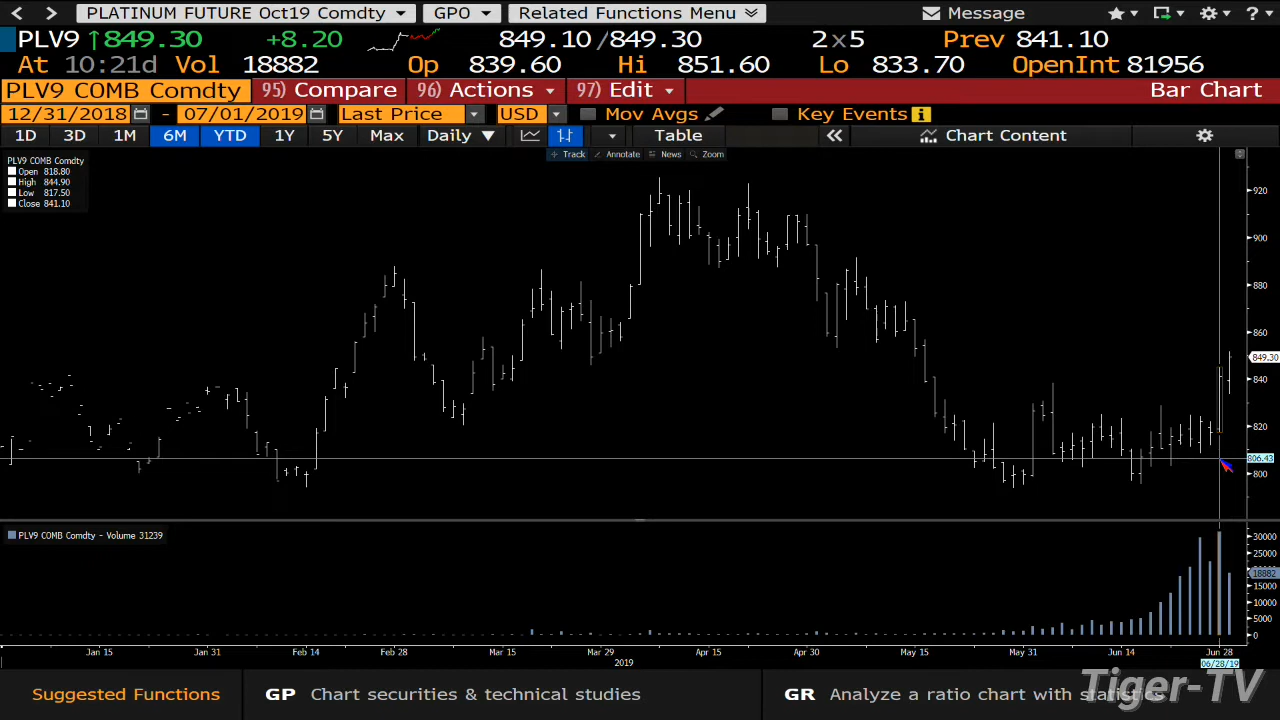 PLATINUM FUTURE Oct19 Comdty GPO Related Functions Menu Message ?
PLV9 ↑849.30 +8.20 849.10/849.30 2×5 Prev 841.10
At 10:21d Vol 18882 Op 839.60 Hi 851.60 Lo 833.70 OpenInt 81956
PLV9 COMB Comdty 95) Compare 96) Actions 97) Edit Bar Chart
12/31/2018 - 07/01/2019 Last Price USD Mov Avgs Key Events i
1D 3D 1M 6M YTD 1Y 5Y Max Daily ▼ Table « Chart Content
Track Annotate News Zoom
PLV9 COMB Comdty
Open 818.80
High 844.90
Low 817.50
Close 841.10
920
900
880
860
849.30
840
820
806.43
800
PLV9 COMB Comdty - Volume 31239
30000
25000
18882
15000
10000
5000
0
Jan 15 Jan 31 Feb 14 Feb 28 Mar 15 Mar 29 Apr 15 Apr 30 May 15 May 31 Jun 14 Jun 28
2019 06/28/19
Suggested Functions GP Chart securities & technical studies GR Analyze a ratio chart with statistics
Tiger-TV